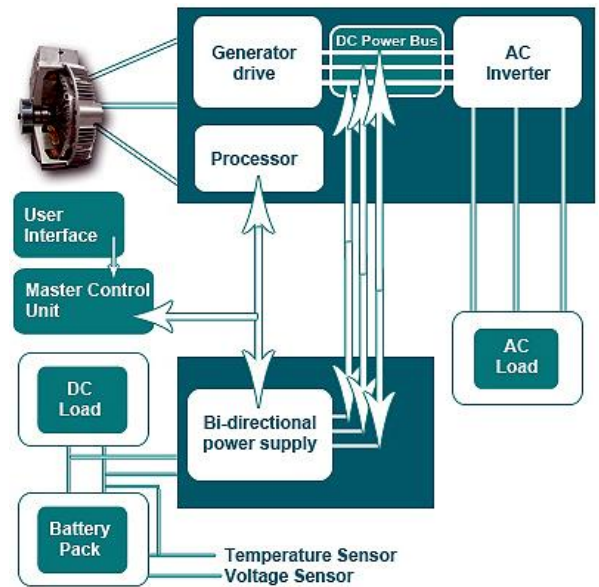 Generator
drive
DC Power Bus
AC
Inverter
Processor
User
Interface
Master Control
Unit
AC
Load
DC
Load
Bi-directional
power supply
Battery
Pack
Temperature Sensor
Voltage Sensor